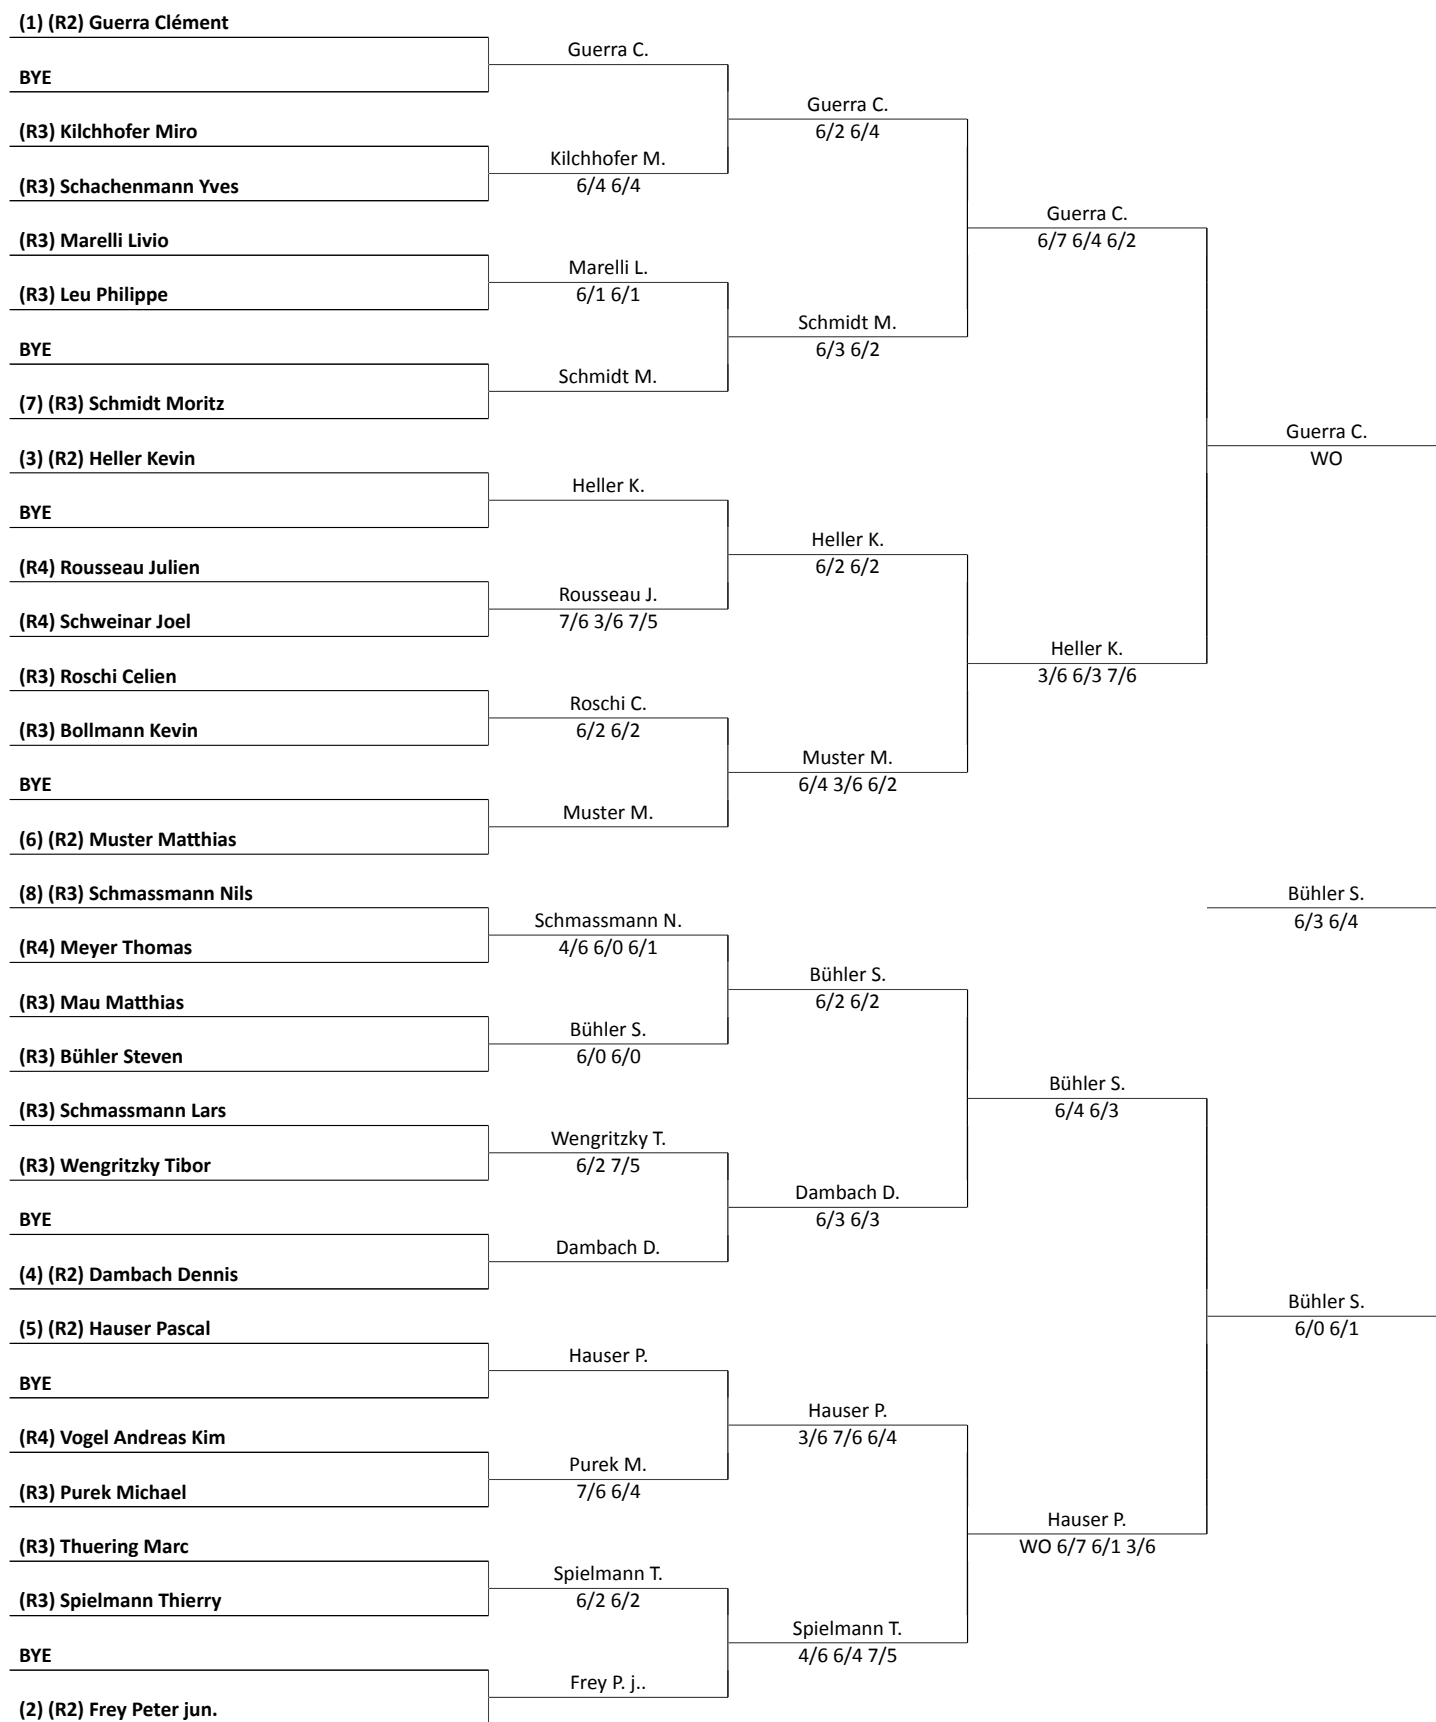 (1) (R2) Guerra Clément
Guerra C.
BYE
Guerra C.
6/2 6/4
(R3) Kilchhofer Miro
Kilchhofer M.
6/4 6/4
(R3) Schachenmann Yves
Guerra C.
6/7 6/4 6/2
(R3) Marelli Livio
Marelli L.
6/1 6/1
(R3) Leu Philippe
Schmidt M.
6/3 6/2
BYE
Schmidt M.
(7) (R3) Schmidt Moritz
Guerra C.
WO
(3) (R2) Heller Kevin
Heller K.
BYE
Heller K.
6/2 6/2
(R4) Rousseau Julien
Rousseau J.
7/6 3/6 7/5
(R4) Schweinar Joel
Heller K.
3/6 6/3 7/6
(R3) Roschi Celien
Roschi C.
6/2 6/2
(R3) Bollmann Kevin
Muster M.
6/4 3/6 6/2
BYE
Muster M.
(6) (R2) Muster Matthias
(8) (R3) Schmassmann Nils
Bühler S.
6/3 6/4
Schmassmann N.
4/6 6/0 6/1
(R4) Meyer Thomas
Bühler S.
6/2 6/2
(R3) Mau Matthias
Bühler S.
6/0 6/0
(R3) Bühler Steven
Bühler S.
6/4 6/3
(R3) Schmassmann Lars
Wengritzky T.
6/2 7/5
(R3) Wengritzky Tibor
Dambach D.
6/3 6/3
BYE
Dambach D.
(4) (R2) Dambach Dennis
Bühler S.
6/0 6/1
(5) (R2) Hauser Pascal
Hauser P.
BYE
Hauser P.
3/6 7/6 6/4
(R4) Vogel Andreas Kim
Purek M.
7/6 6/4
(R3) Purek Michael
Hauser P.
WO 6/7 6/1 3/6
(R3) Thuering Marc
Spielmann T.
6/2 6/2
(R3) Spielmann Thierry
Spielmann T.
4/6 6/4 7/5
BYE
Frey P. j..
(2) (R2) Frey Peter jun.